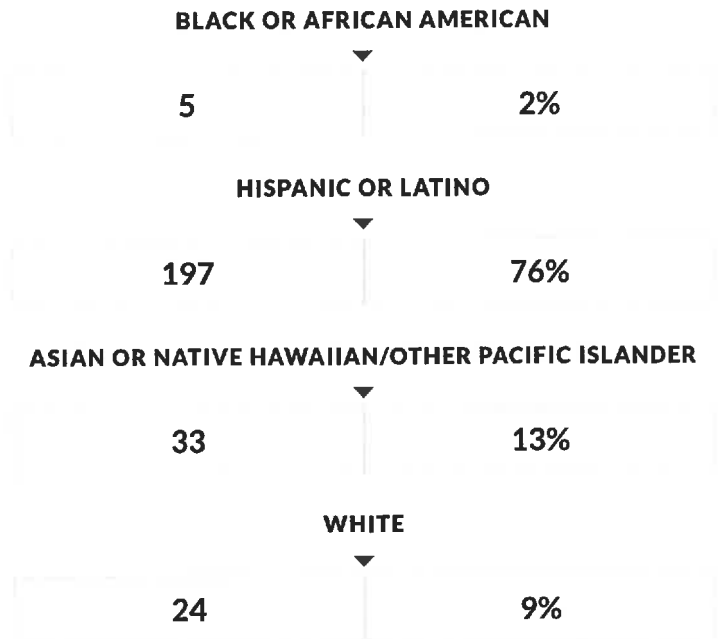 BLACK OR AFRICAN AMERICAN
5 2%
HISPANIC OR LATINO
197 76%
ASIAN OR NATIVE HAWAIIAN/OTHER PACIFIC ISLANDER
33 13%
WHITE
24 9%